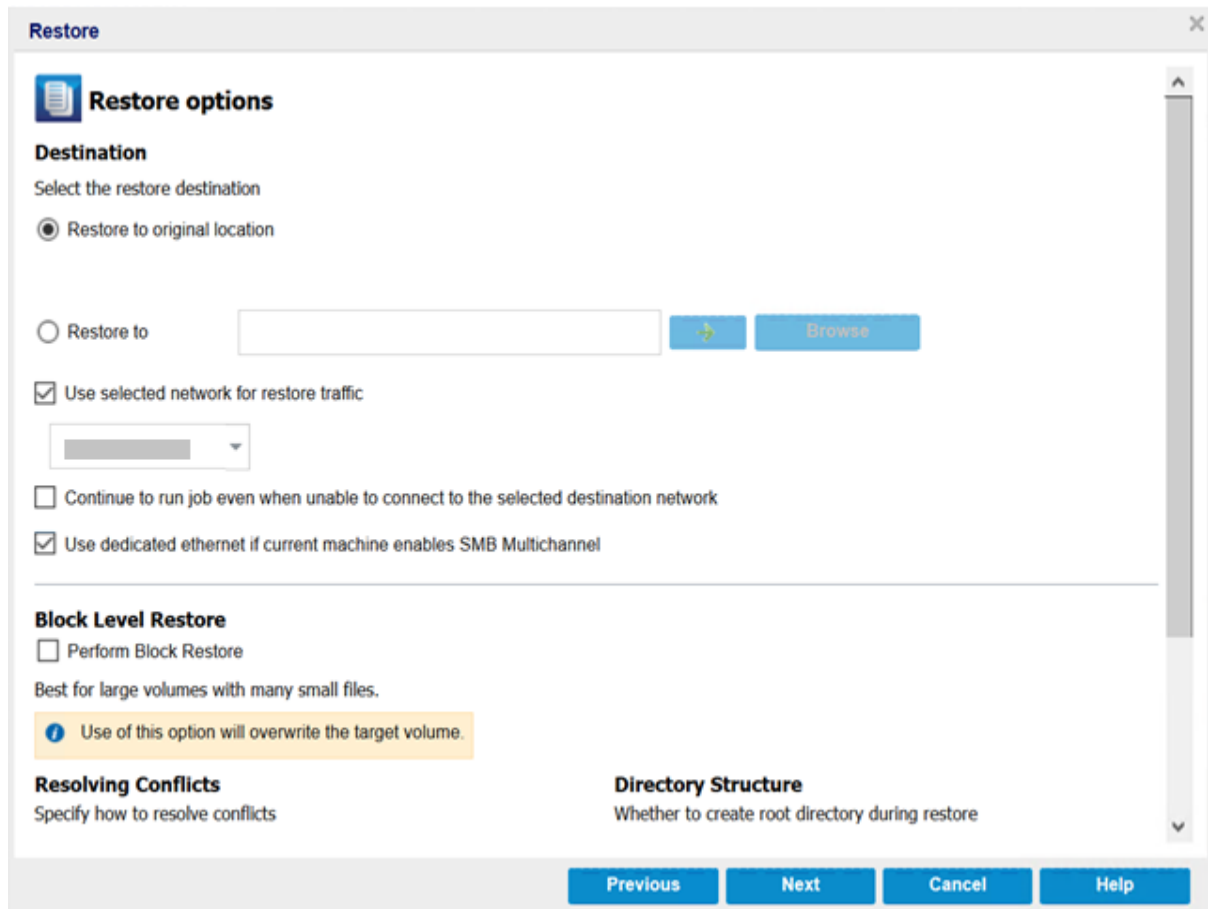 Restore
Restore options
Destination
Select the restore destination
Restore to original location
Restore to
Browse
Use selected network for restore traffic
Continue to run job even when unable to connect to the selected destination network
Use dedicated ethernet if current machine enables SMB Multichannel
Block Level Restore
Perform Block Restore
Best for large volumes with many small files.
Use of this option will overwrite the target volume.
Resolving Conflicts
Specify how to resolve conflicts
Directory Structure
Whether to create root directory during restore
Previous
Next
Cancel
Help